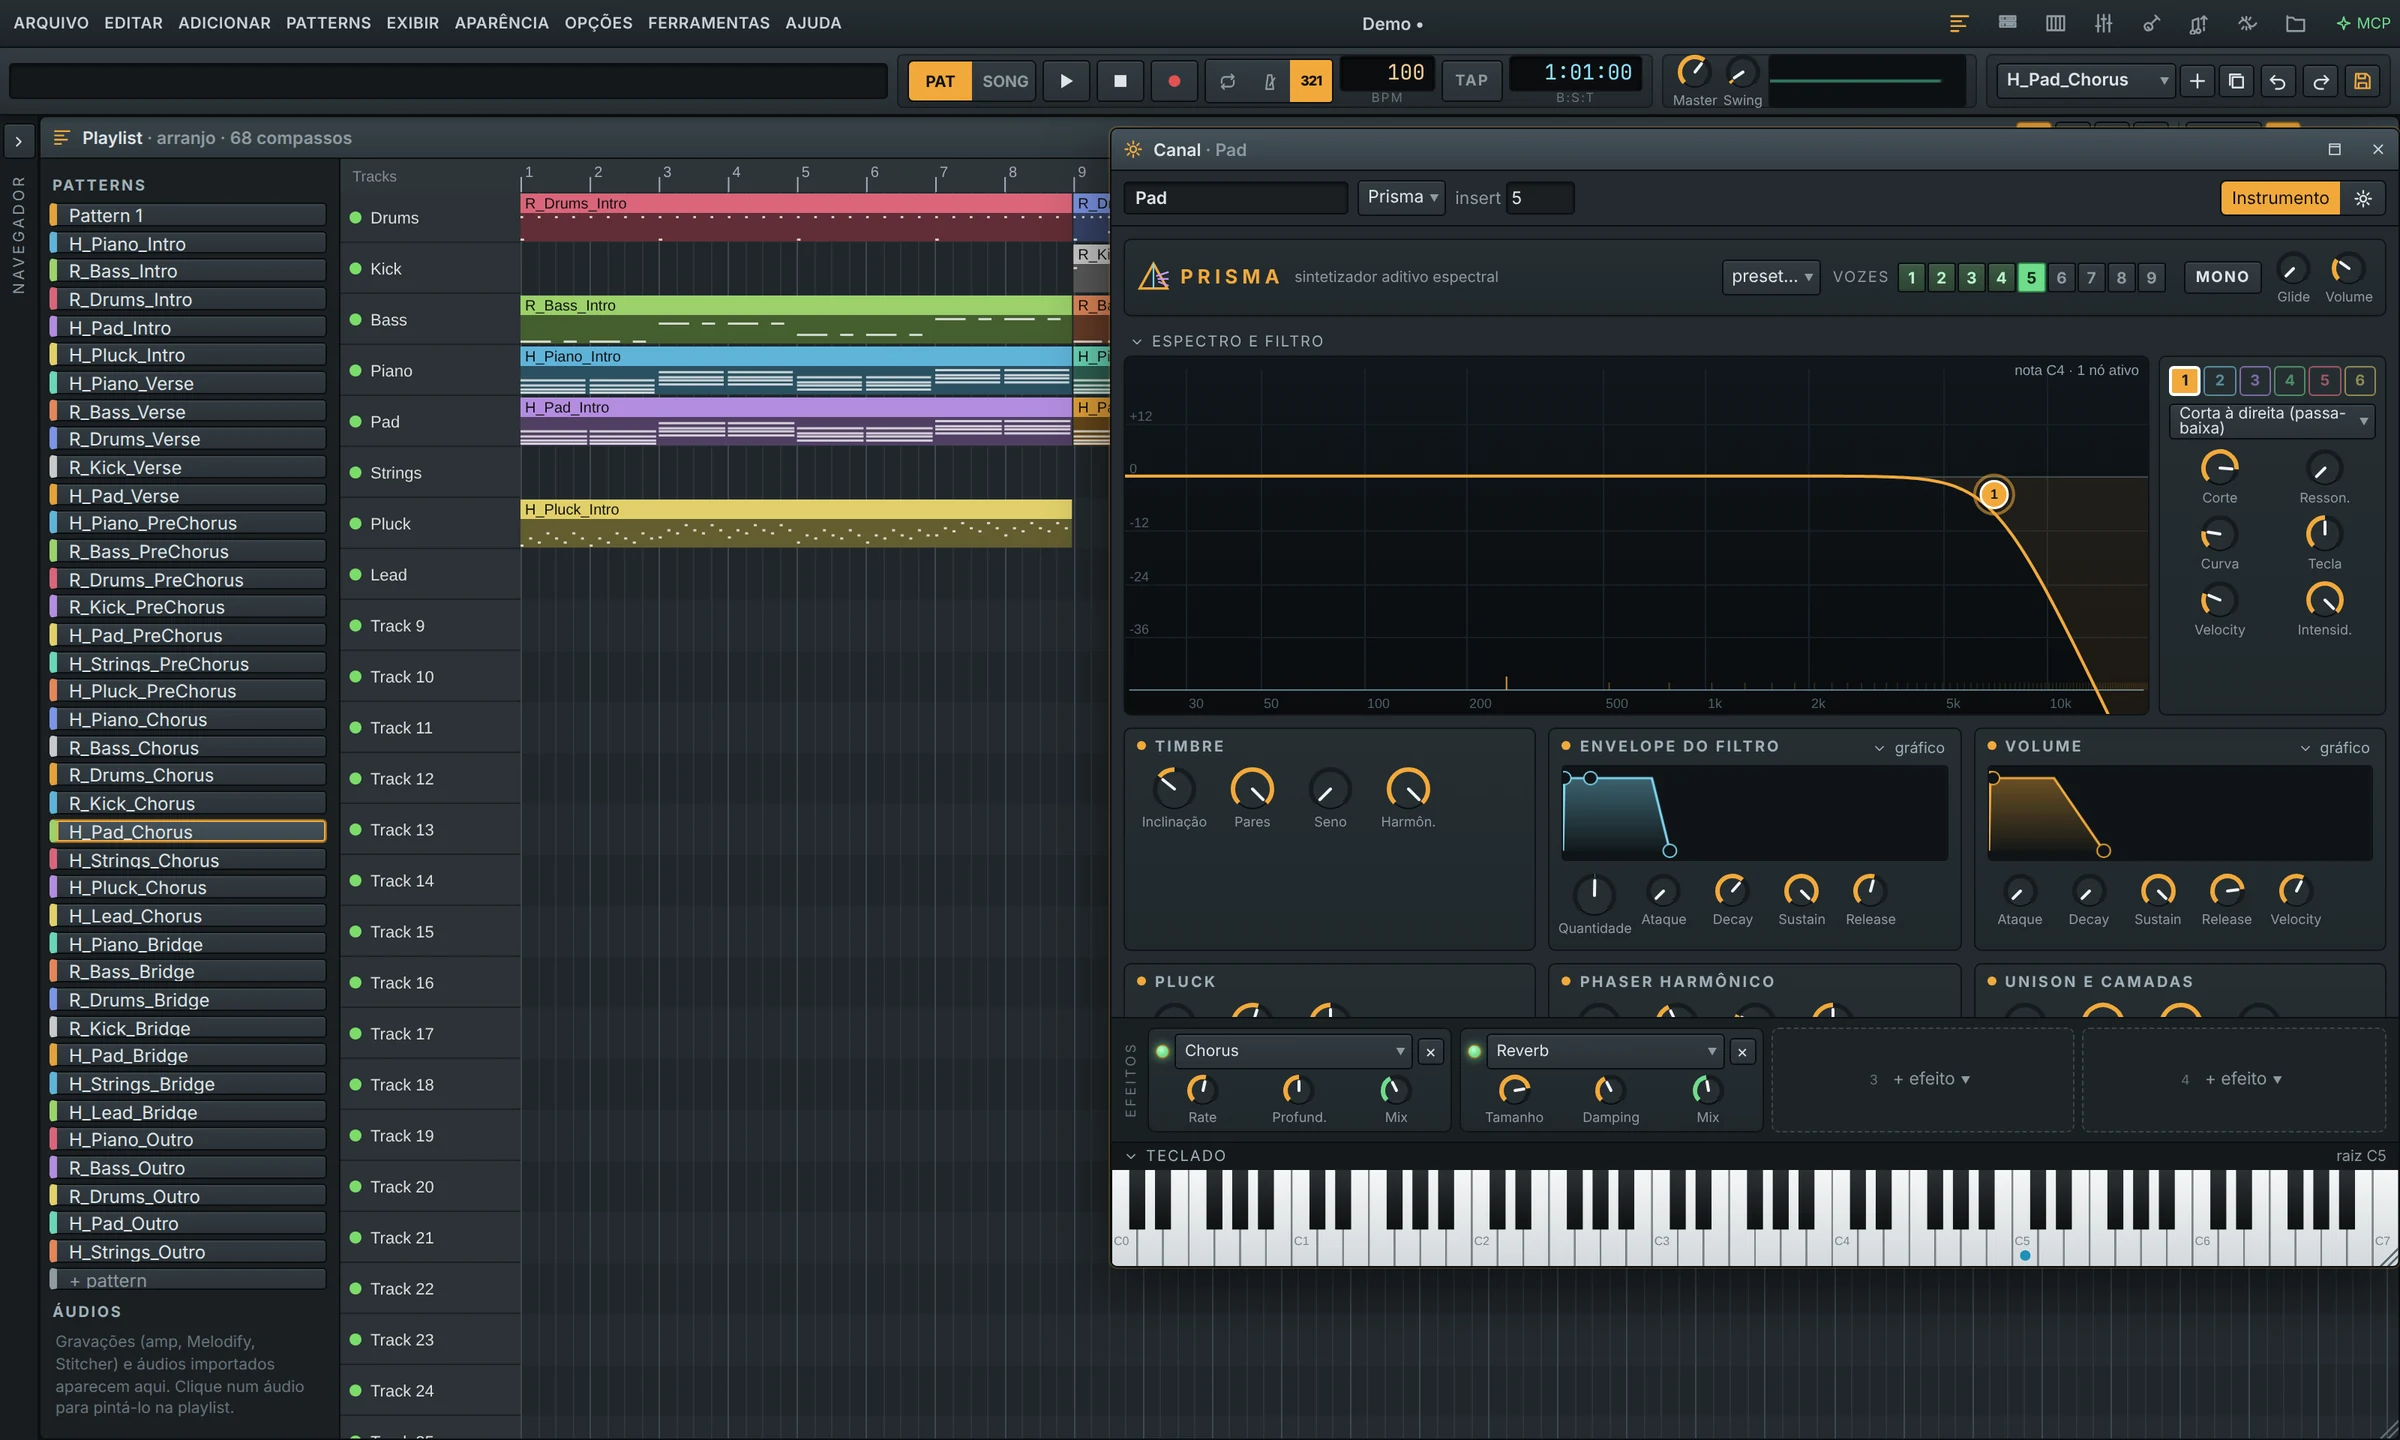 ARQUIVO EDITAR ADICIONAR PATTERNS EXIBIR APARÊNCIA OPÇÕES FERRAMENTAS AJUDA
Demo •
MCP
PAT SONG
321
100
BPM
TAP
1:01:00
B:S:T
Master Swing
H_Pad_Chorus
NAVEGADOR
Playlist · arranjo · 68 compassos
PATTERNS
Pattern 1
H_Piano_Intro
R_Bass_Intro
R_Drums_Intro
H_Pad_Intro
H_Pluck_Intro
H_Piano_Verse
R_Bass_Verse
R_Drums_Verse
R_Kick_Verse
H_Pad_Verse
H_Piano_PreChorus
R_Bass_PreChorus
R_Drums_PreChorus
R_Kick_PreChorus
H_Pad_PreChorus
H_Strings_PreChorus
H_Pluck_PreChorus
H_Piano_Chorus
R_Bass_Chorus
R_Drums_Chorus
R_Kick_Chorus
H_Pad_Chorus
H_Strings_Chorus
H_Pluck_Chorus
H_Lead_Chorus
H_Piano_Bridge
R_Bass_Bridge
R_Drums_Bridge
R_Kick_Bridge
H_Pad_Bridge
H_Strings_Bridge
H_Lead_Bridge
H_Piano_Outro
R_Bass_Outro
R_Drums_Outro
H_Pad_Outro
H_Strings_Outro
+ pattern
ÁUDIOS
Gravações (amp, Melodify,
Stitcher) e áudios importados
aparecem aqui. Clique num áudio
para pintá-lo na playlist.
Tracks
1 2 3 4 5 6 7 8 9
Drums
Kick
Bass
Piano
Pad
Strings
Pluck
Lead
Track 9
Track 10
Track 11
Track 12
Track 13
Track 14
Track 15
Track 16
Track 17
Track 18
Track 19
Track 20
Track 21
Track 22
Track 23
Track 24
R_Drums_Intro
R_Bass_Intro
H_Piano_Intro
H_Pad_Intro
H_Pluck_Intro
Canal · Pad
Pad
Prisma
insert 5
Instrumento
PRISMA sintetizador aditivo espectral
preset...
VOZES 1 2 3 4 5 6 7 8 9
MONO
Glide Volume
ESPECTRO E FILTRO
nota C4 · 1 nó ativo
+12
0
-12
-24
-36
1
30 50 100 200 500 1k 2k 5k 10k
1 2 3 4 5 6
Corta à direita (passa-
baixa)
Corte Resson.
Curva Tecla
Velocity Intensid.
TIMBRE
Inclinação Pares Seno Harmôn.
ENVELOPE DO FILTRO gráfico
Quantidade Ataque Decay Sustain Release
VOLUME gráfico
Ataque Decay Sustain Release Velocity
PLUCK
PHASER HARMÔNICO
UNISON E CAMADAS
EFEITOS
Chorus
Rate Profund. Mix
Reverb
Tamanho Damping Mix
3 + efeito
4 + efeito
TECLADO
raiz C5
C0 C1 C2 C3 C4 C5 C6 C7